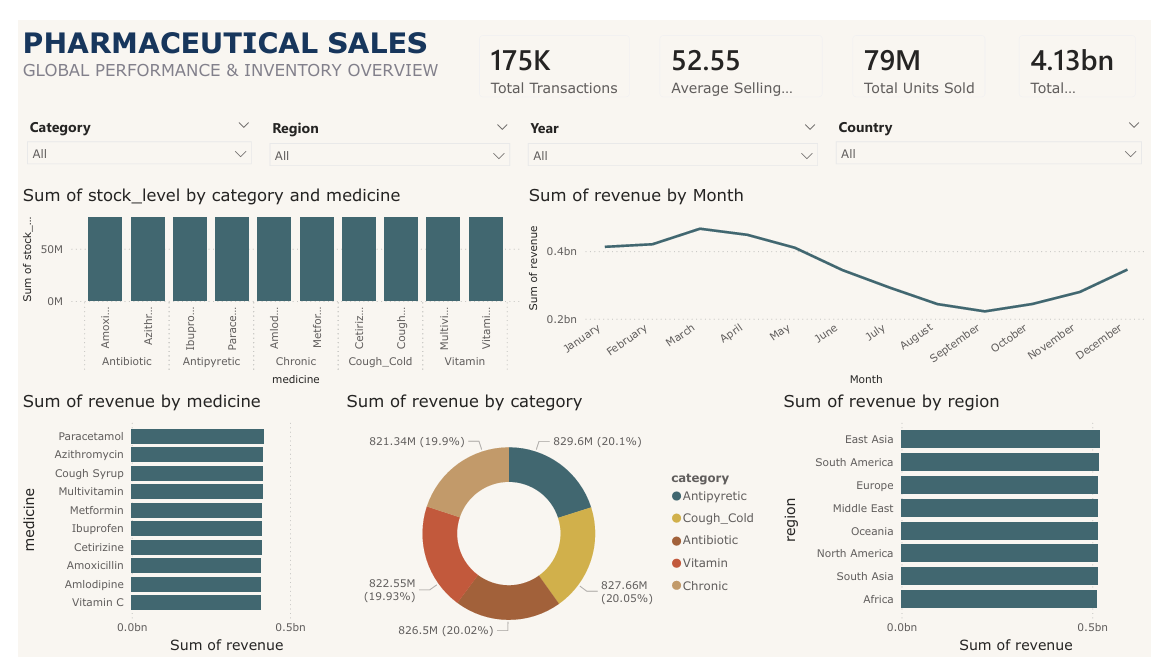 PHARMACEUTICAL SALES
GLOBAL PERFORMANCE & INVENTORY OVERVIEW
175K
Total Transactions
52.55
Average Selling...
79M
Total Units Sold
4.13bn
Total...
Category
All
Region
All
Year
All
Country
All
Sum of stock_level by category and medicine
Sum of stock_...
50M
0M
Amoxi...
Azithr...
Ibupro...
Parace...
Amlod...
Metfor...
Cetiriz...
Cough...
Multivi...
Vitami...
Antibiotic
Antipyretic
Chronic
Cough_Cold
Vitamin
medicine
Sum of revenue by Month
Sum of revenue
0.4bn
0.2bn
January
February
March
April
May
June
July
August
September
October
November
December
Month
Sum of revenue by medicine
medicine
Paracetamol
Azithromycin
Cough Syrup
Multivitamin
Metformin
Ibuprofen
Cetirizine
Amoxicillin
Amlodipine
Vitamin C
0.0bn
0.5bn
Sum of revenue
Sum of revenue by category
821.34M (19.9%)
829.6M (20.1%)
822.55M
(19.93%)
827.66M
(20.05%)
826.5M (20.02%)
category
Antipyretic
Cough_Cold
Antibiotic
Vitamin
Chronic
Sum of revenue by region
region
East Asia
South America
Europe
Middle East
Oceania
North America
South Asia
Africa
0.0bn
0.5bn
Sum of revenue